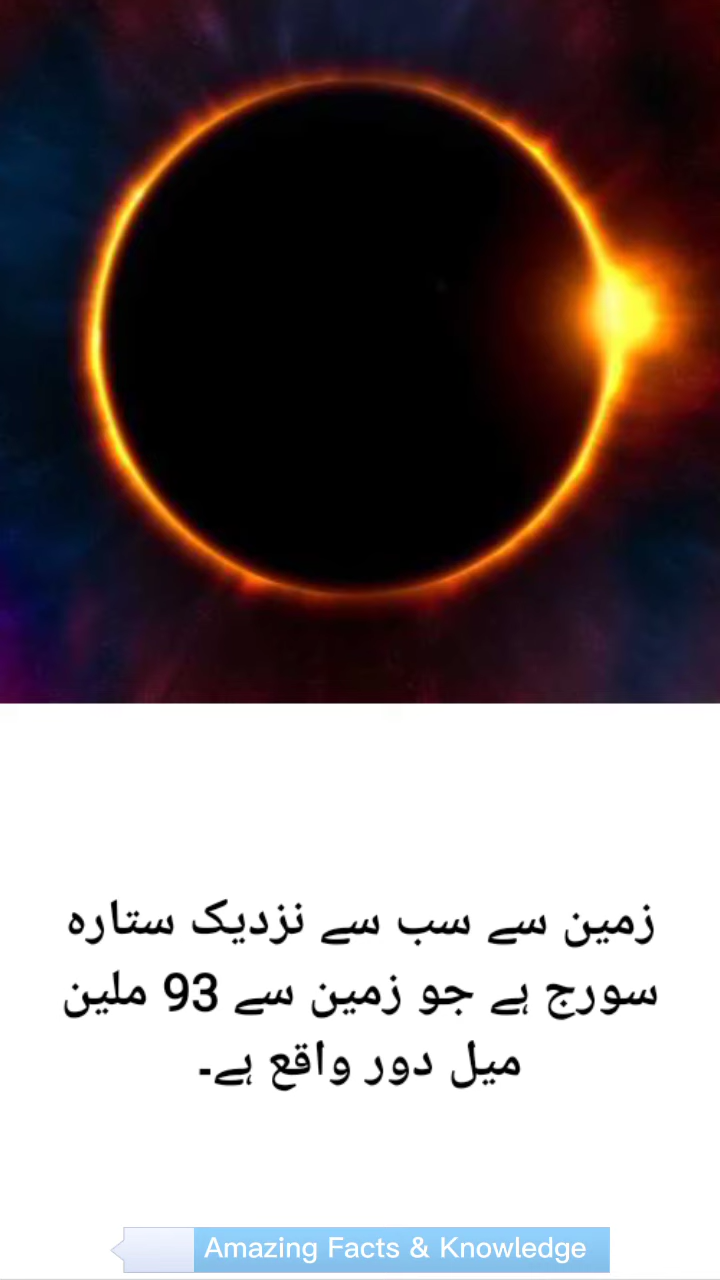 زمین سے سب سے نزدیک ستارہ
سورج ہے جو زمین سے 93 ملین
میل دور واقع ہے۔
Amazing Facts & Knowledge